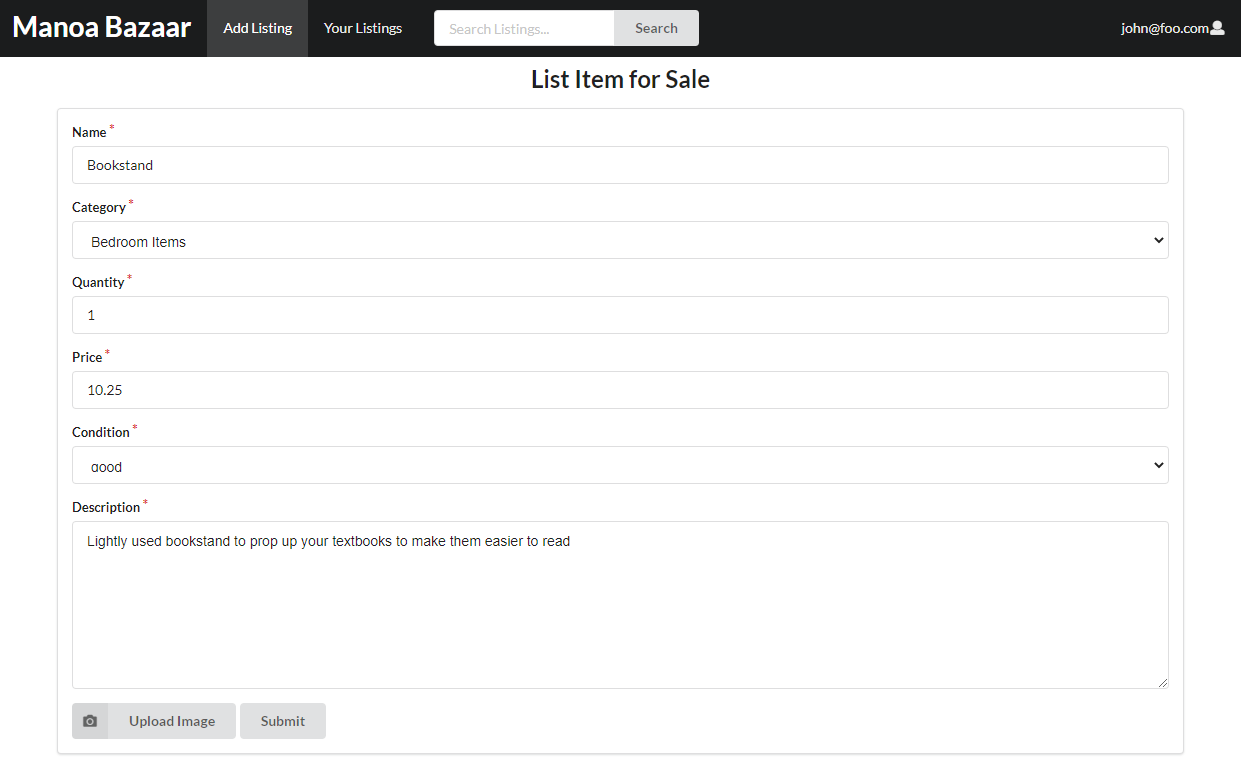 Manoa Bazaar Add Listing Your Listings Search Listings... Search john@foo.com
List Item for Sale
Name *
Bookstand
Category *
Bedroom Items
Quantity *
1
Price *
10.25
Condition *
good
Description *
Lightly used bookstand to prop up your textbooks to make them easier to read
Upload Image Submit